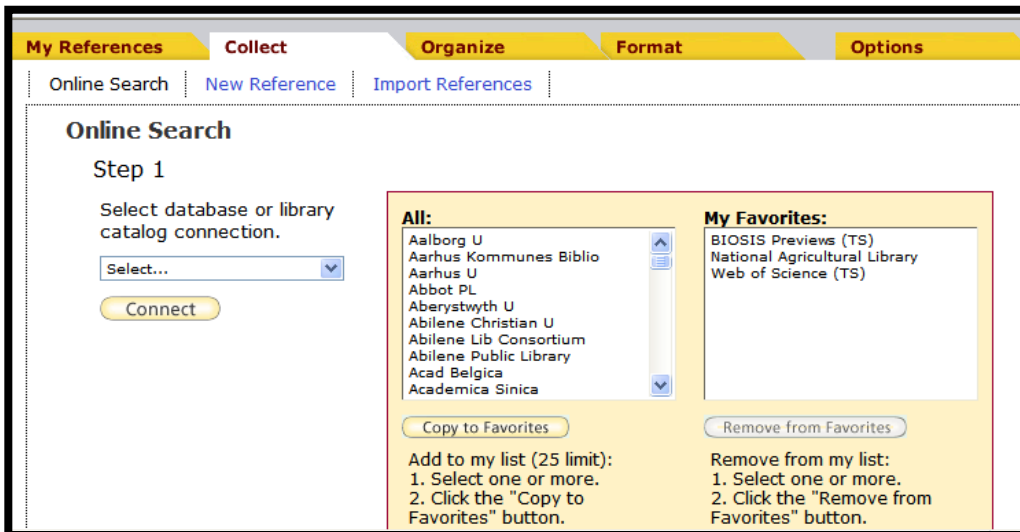 My References Collect Organize Format Options
Online Search New Reference Import References
Online Search
Step 1
Select database or library
catalog connection.
Select...
Connect
All:
Aalborg U
Aarhus Kommunes Biblio
Aarhus U
Abbot PL
Aberystwyth U
Abilene Christian U
Abilene Lib Consortium
Abilene Public Library
Acad Belgica
Academica Sinica
Copy to Favorites
Add to my list (25 limit):
1. Select one or more.
2. Click the "Copy to
Favorites" button.
My Favorites:
BIOSIS Previews (TS)
National Agricultural Library
Web of Science (TS)
Remove from Favorites
Remove from my list:
1. Select one or more.
2. Click the "Remove from
Favorites" button.